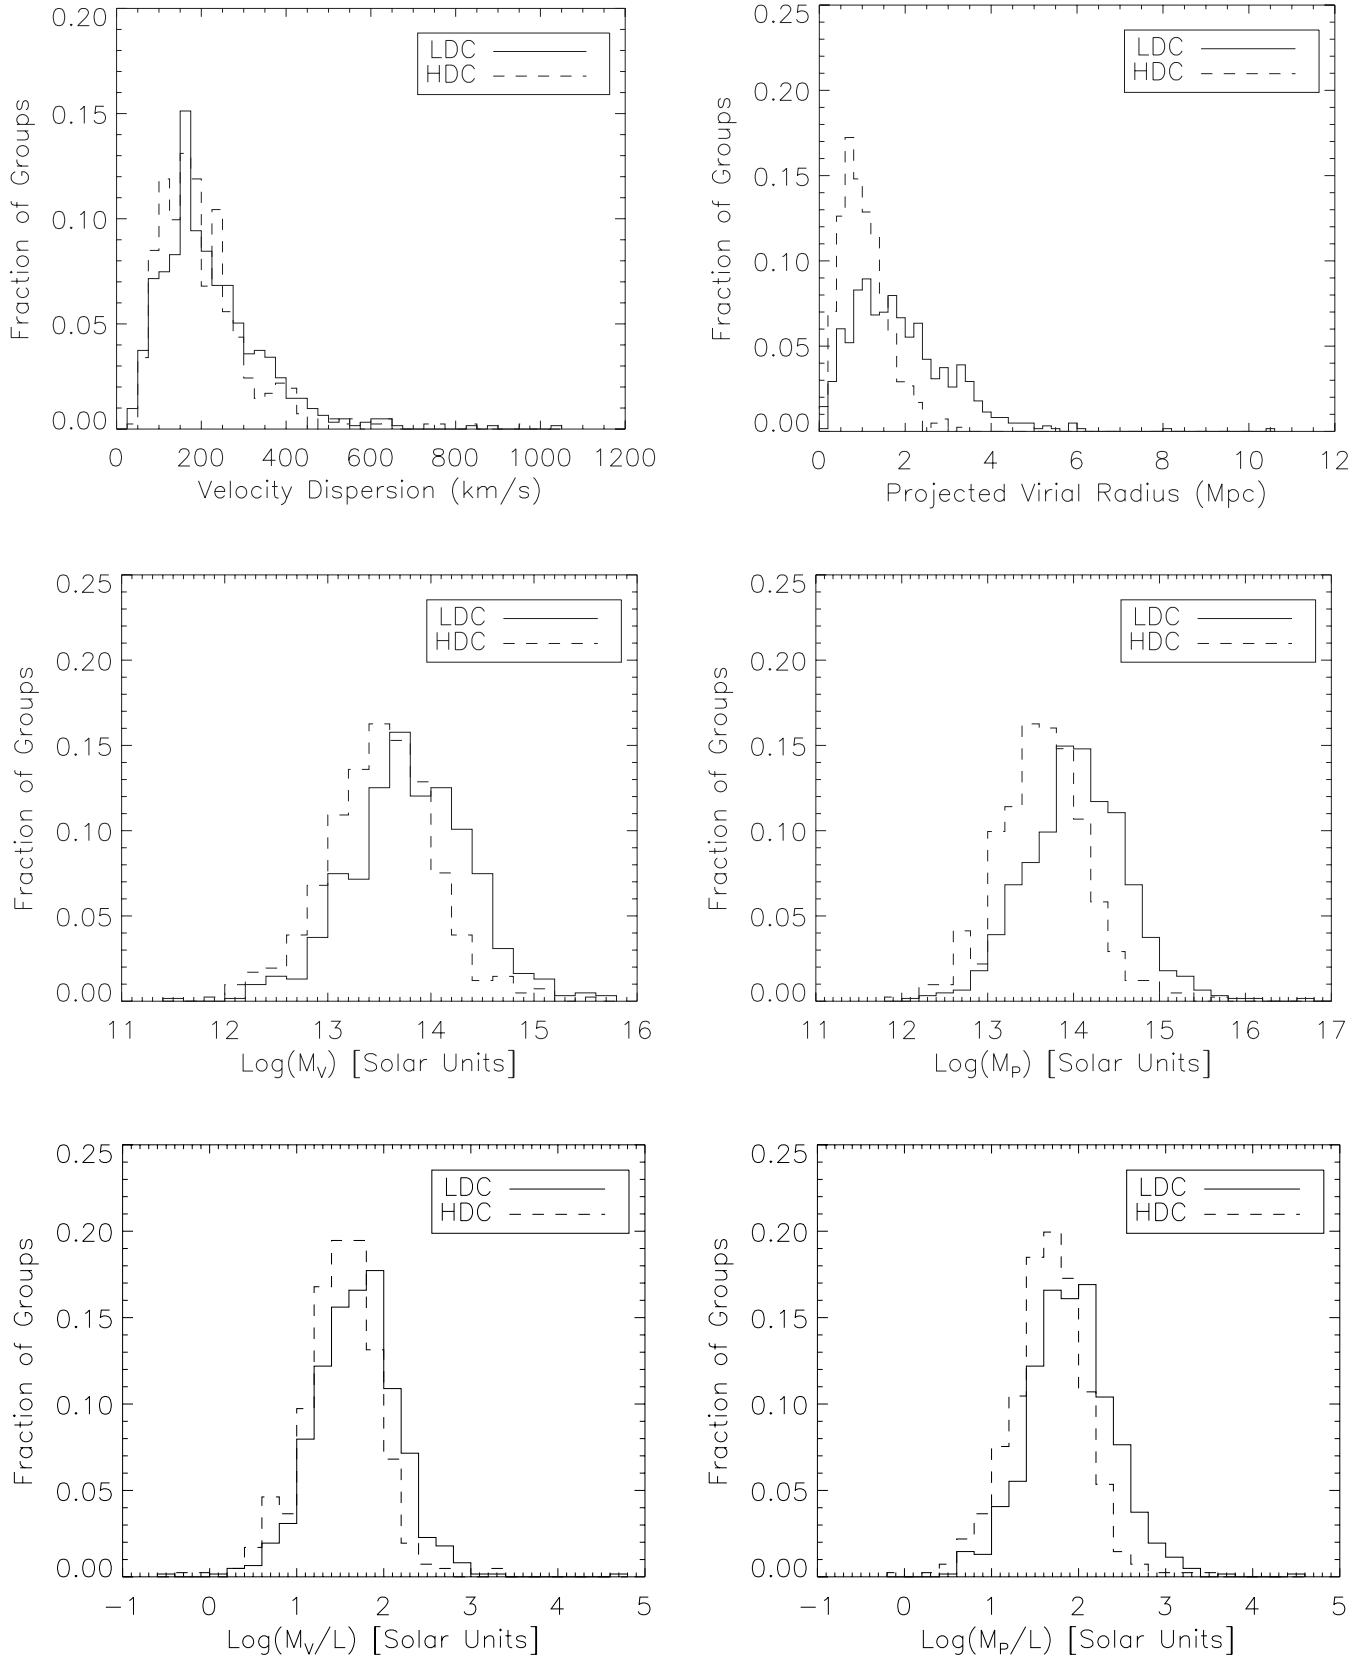 0.20
0.15
0.10
0.05
0.00
Fraction of Groups
LDC
HDC
0 200 400 600 800 1000 1200
Velocity Dispersion (km/s)
0.25
0.20
0.15
0.10
0.05
0.00
Fraction of Groups
LDC
HDC
0 2 4 6 8 10 12
Projected Virial Radius (Mpc)
0.25
0.20
0.15
0.10
0.05
0.00
Fraction of Groups
LDC
HDC
11 12 13 14 15 16
Log(M_V) [Solar Units]
0.25
0.20
0.15
0.10
0.05
0.00
Fraction of Groups
LDC
HDC
11 12 13 14 15 16 17
Log(M_P) [Solar Units]
0.25
0.20
0.15
0.10
0.05
0.00
Fraction of Groups
LDC
HDC
−1 0 1 2 3 4 5
Log(M_V/L) [Solar Units]
0.25
0.20
0.15
0.10
0.05
0.00
Fraction of Groups
LDC
HDC
−1 0 1 2 3 4 5
Log(M_P/L) [Solar Units]